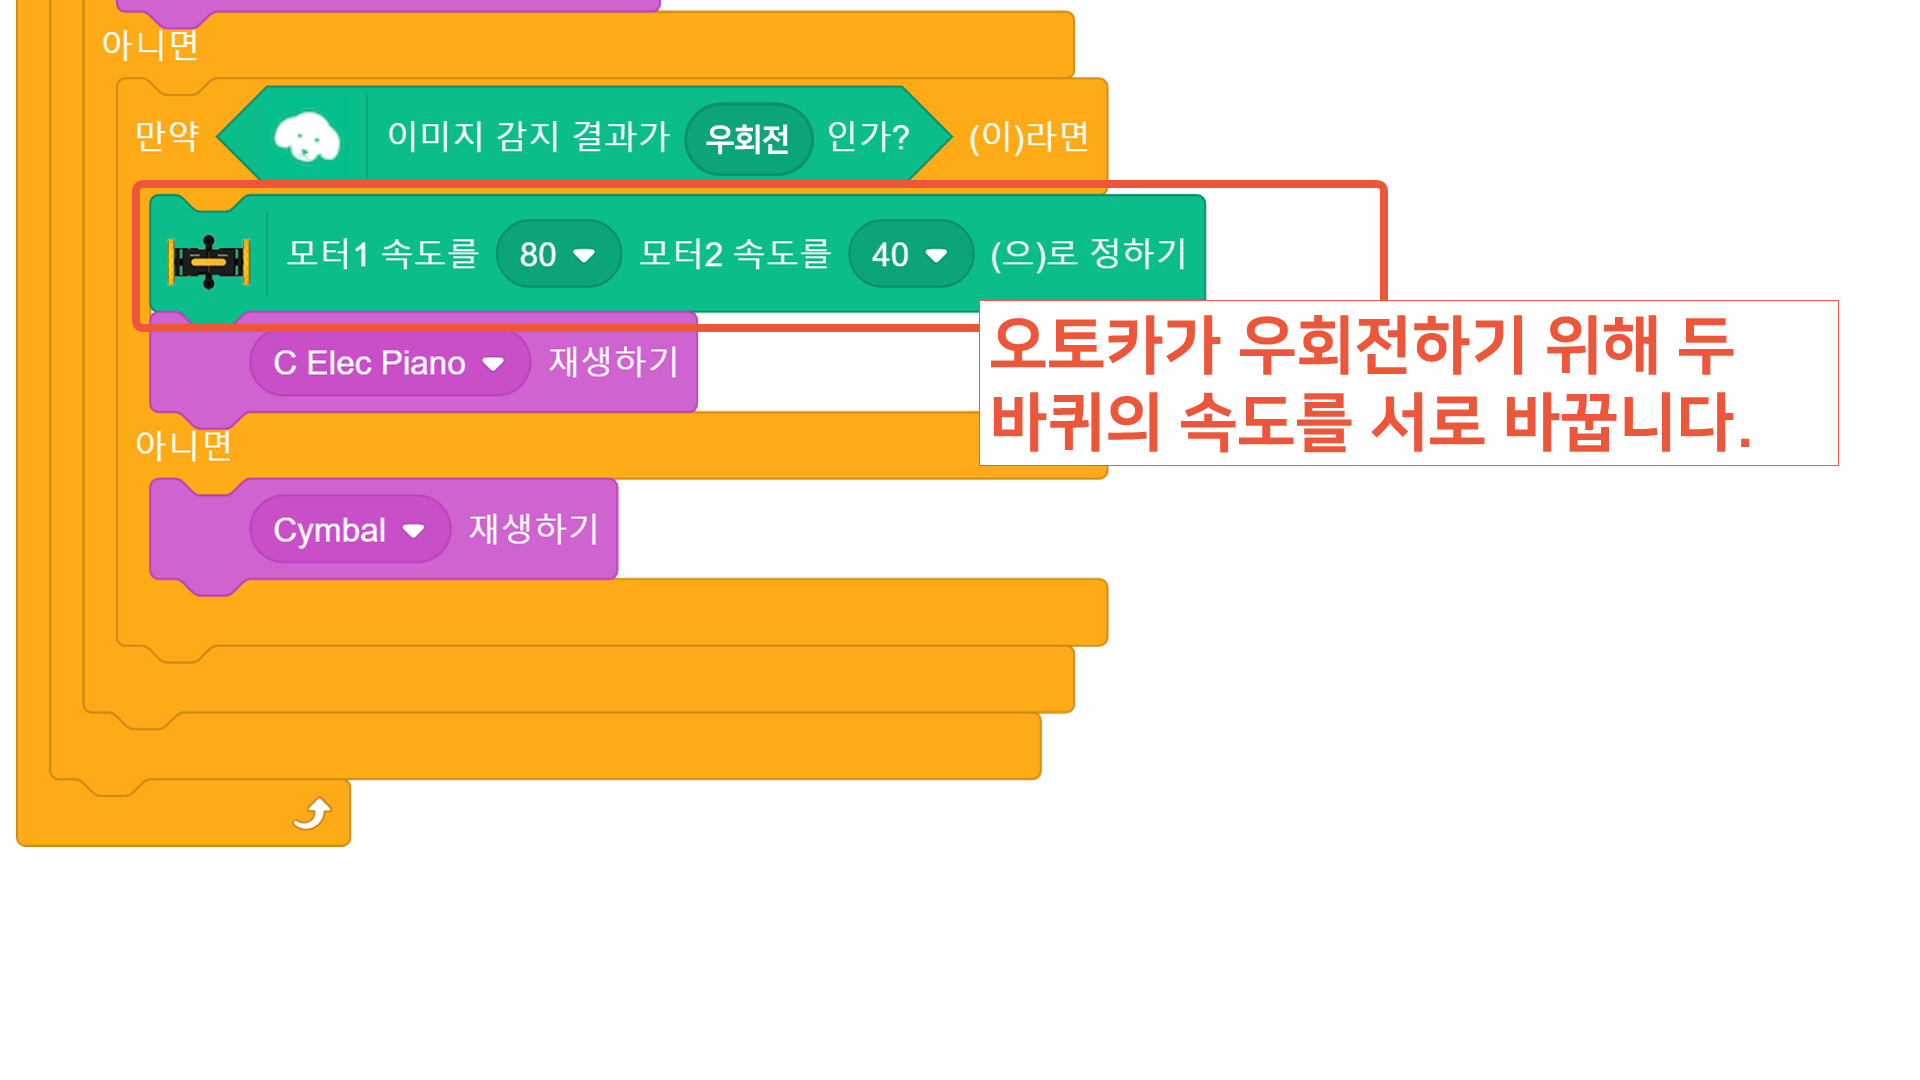 아니면
만약 이미지 감지 결과가 우회전 인가? (이)라면
모터1 속도를 80 모터2 속도를 40 (으)로 정하기
C Elec Piano 재생하기
오토카가 우회전하기 위해 두
바퀴의 속도를 서로 바꿉니다.
아니면
Cymbal 재생하기